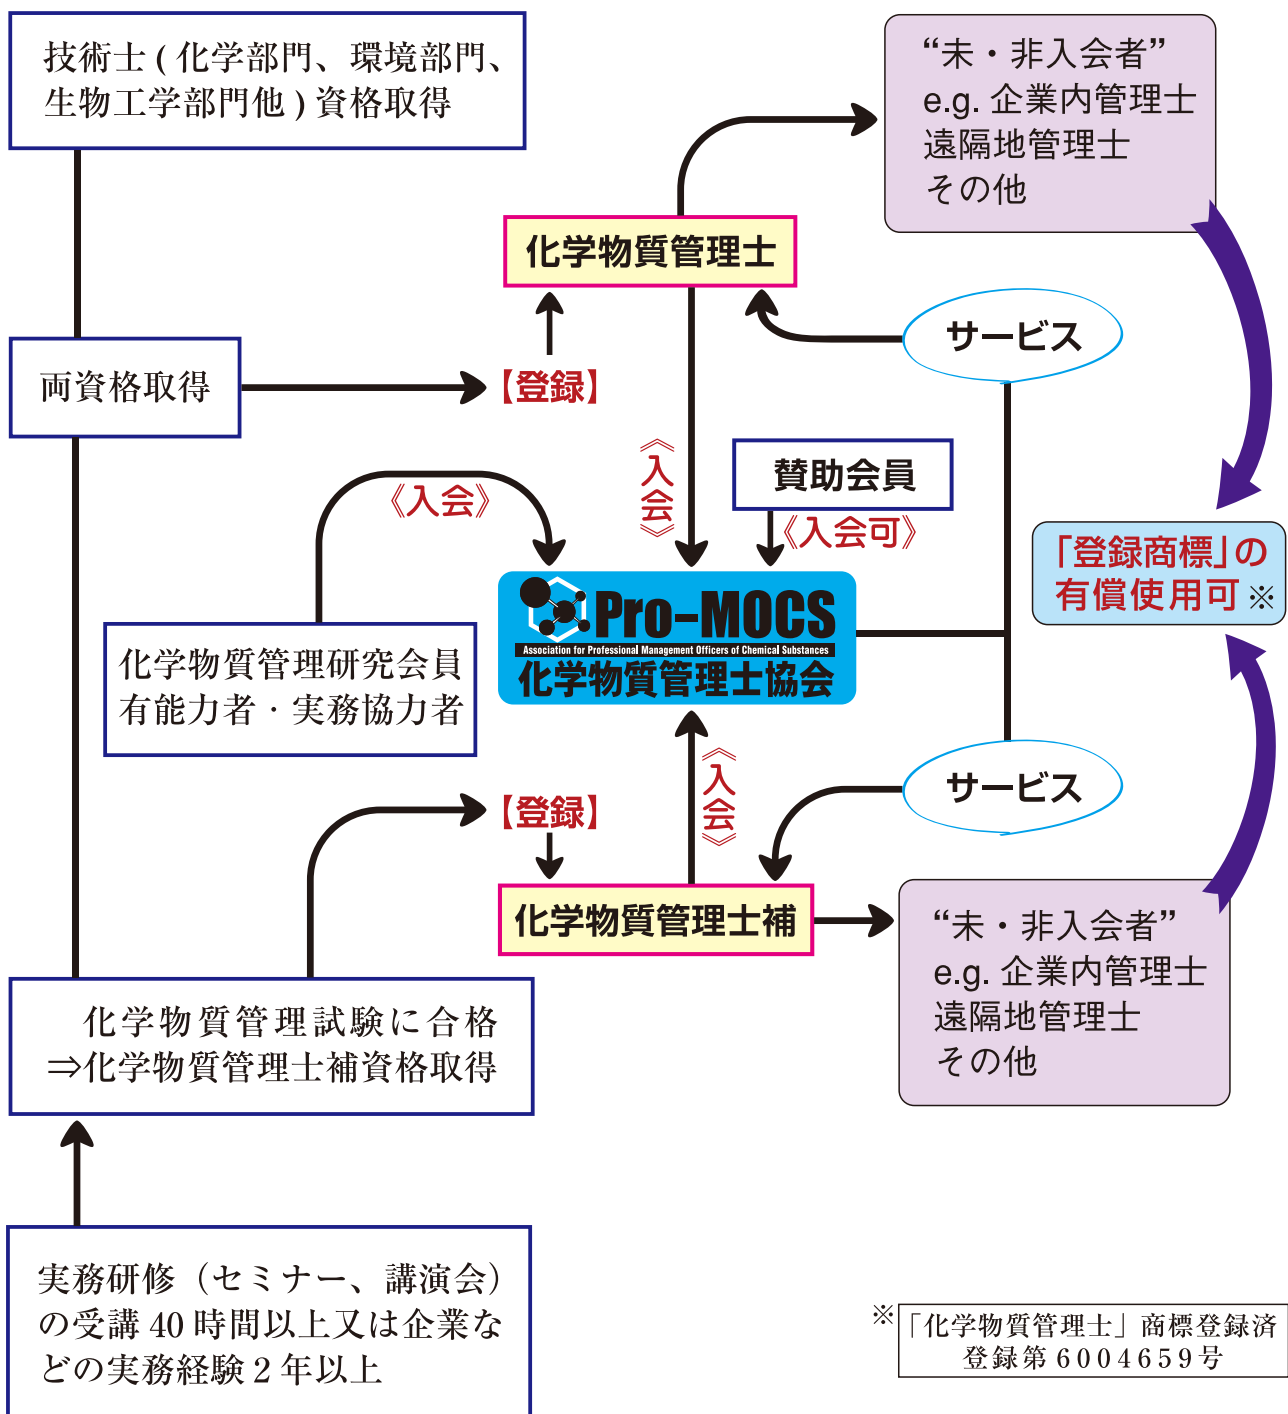 技術士(化学部門、環境部門、
生物工学部門他)資格取得
“未・非入会者”
e.g. 企業内管理士
遠隔地管理士
その他
化学物質管理士
サービス
両資格取得
【登録】
《入会》
《入会》
賛助会員
《入会可》
「登録商標」の
有償使用可※
Pro-MOCS
Association for Professional Management Officers of Chemical Substances
化学物質管理士協会
化学物質管理研究会員
有能力者・実務協力者
《入会》
サービス
【登録】
化学物質管理士補
“未・非入会者”
e.g. 企業内管理士
遠隔地管理士
その他
化学物質管理試験に合格
⇒化学物質管理士補資格取得
実務研修（セミナー、講演会）
の受講40時間以上又は企業な
どの実務経験2年以上
※「化学物質管理士」商標登録済
登録第6004659号